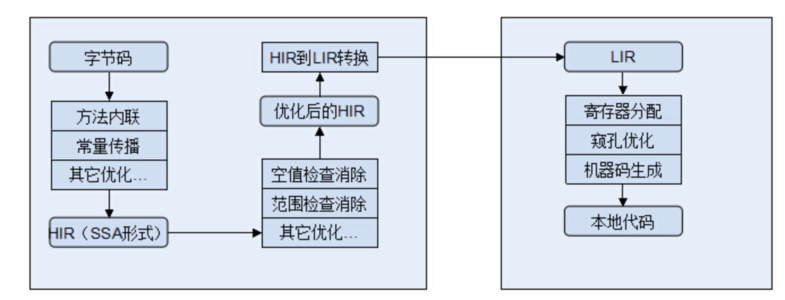 字节码
方法内联
常量传播
其它优化...
HIR（SSA形式）
HIR到LIR转换
优化后的HIR
空值检查消除
范围检查消除
其它优化...
LIR
寄存器分配
窥孔优化
机器码生成
本地代码